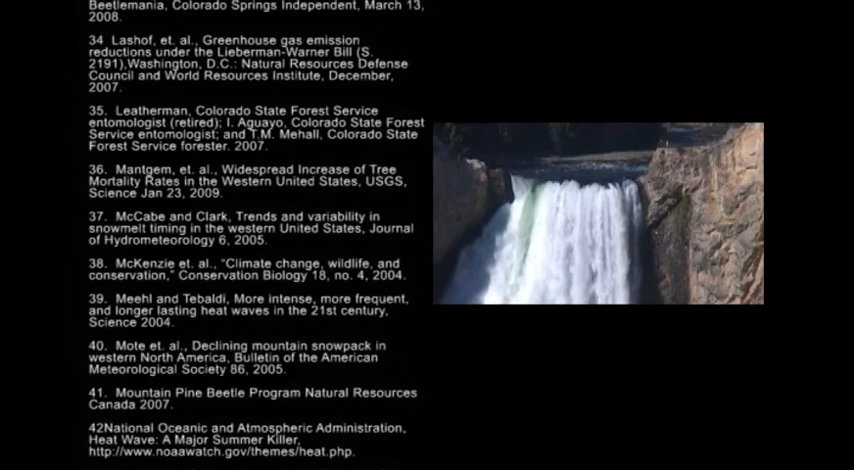 Beetlemania, Colorado Springs Independent, March 13,
2008.
34 Lashof, et. al., Greenhouse gas emission
reductions under the Lieberman-Warner Bill (S.
2191),Washington, D.C.: Natural Resources Defense
Council and World Resources Institute, December,
2007.
35. Leatherman, Colorado State Forest Service
entomologist (retired); I. Aguayo, Colorado State Forest
Service entomologist; and T.M. Mehall, Colorado State
Forest Service forester. 2007.
36. Mantgem, et. al., Widespread Increase of Tree
Mortality Rates in the Western United States, USGS,
Science Jan 23, 2009.
37. McCabe and Clark, Trends and variability in
snowmelt timing in the western United States, Journal
of Hydrometeorology 6, 2005.
38. McKenzie et. al., "Climate change, wildlife, and
conservation," Conservation Biology 18, no. 4, 2004.
39. Meehl and Tebaldi, More intense, more frequent,
and longer lasting heat waves in the 21st century,
Science 2004.
40. Mote et. al., Declining mountain snowpack in
western North America, Bulletin of the American
Meteorological Society 86, 2005.
41. Mountain Pine Beetle Program Natural Resources
Canada 2007.
42National Oceanic and Atmospheric Administration,
Heat Wave: A Major Summer Killer,
http://www.noaawatch.gov/themes/heat.php.